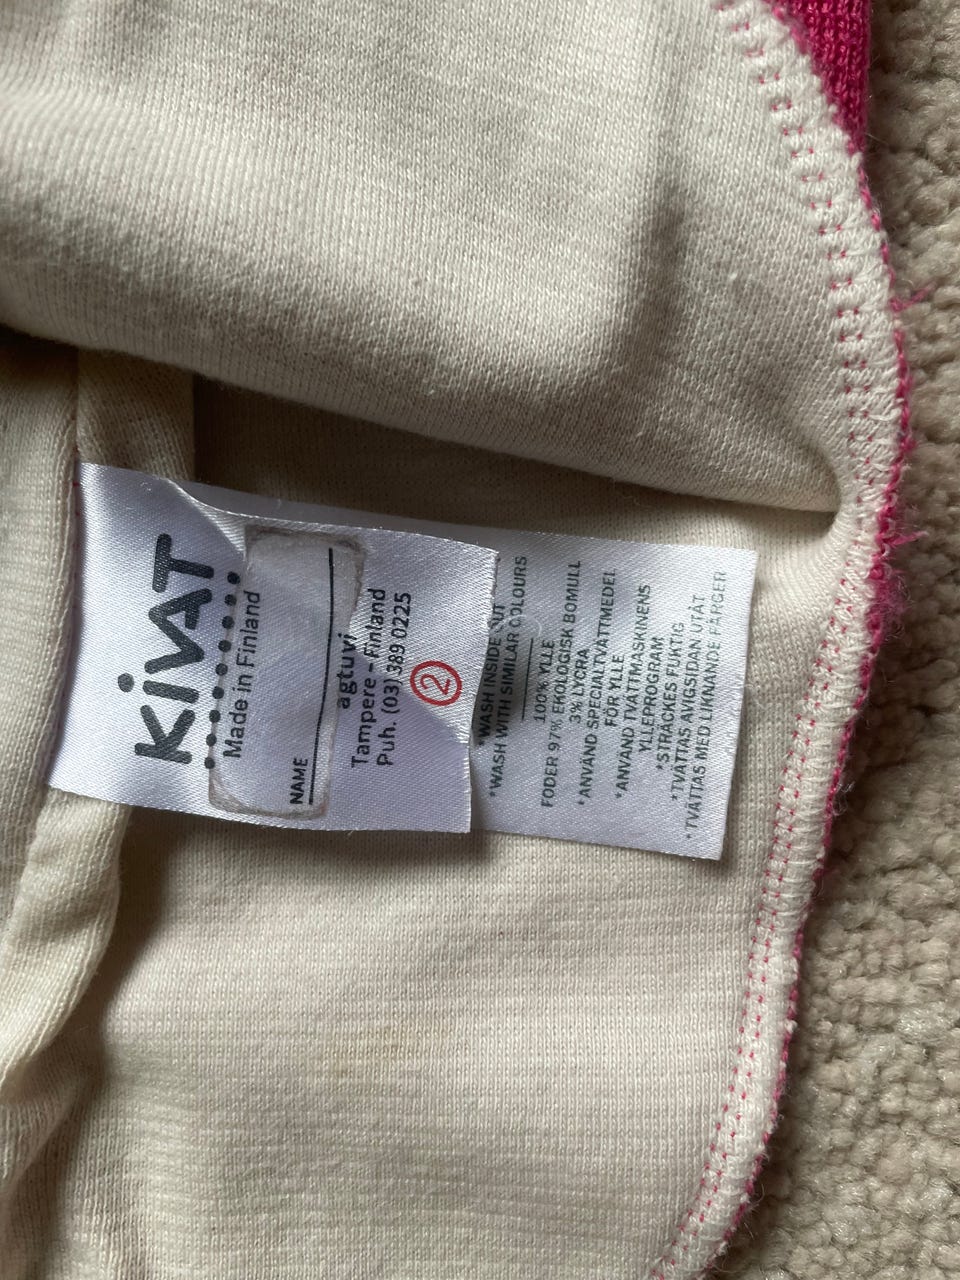 KiVAT
Made in Finland
NAME
agtuvi
Tampere - Finland
Puh. (03) 389 0225
2
*WASH INSIDE OUT
*WASH WITH SIMILAR COLOURS
100% YLLE
FODER 97% EKOLOGISK BOMULL
3% LYCRA
*ANVÄND SPECIALTVÄTTMEDEL
FÖR YLLE
*ANVÄND TVÄTTMASKINENS
YLLEPROGRAM
*STRÄCKES FUKTIG
*TVÄTTAS AVIGSIDAN UTÅT
*TVÄTTAS MED LIKNANDE FÄRGER